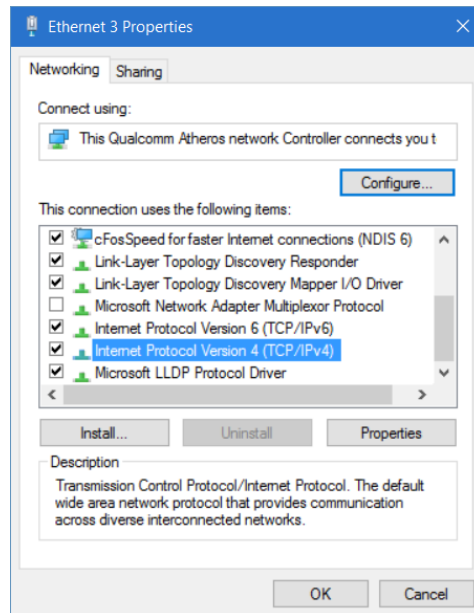 Ethernet 3 Properties
Networking
Sharing
Connect using:
This Qualcomm Atheros network Controller connects you t
Configure...
This connection uses the following items:
cFosSpeed for faster Internet connections (NDIS 6)
Link-Layer Topology Discovery Responder
Link-Layer Topology Discovery Mapper I/O Driver
Microsoft Network Adapter Multiplexor Protocol
Internet Protocol Version 6 (TCP/IPv6)
Internet Protocol Version 4 (TCP/IPv4)
Microsoft LLDP Protocol Driver
Install...
Uninstall
Properties
Description
Transmission Control Protocol/Internet Protocol. The default
wide area network protocol that provides communication
across diverse interconnected networks.
OK
Cancel